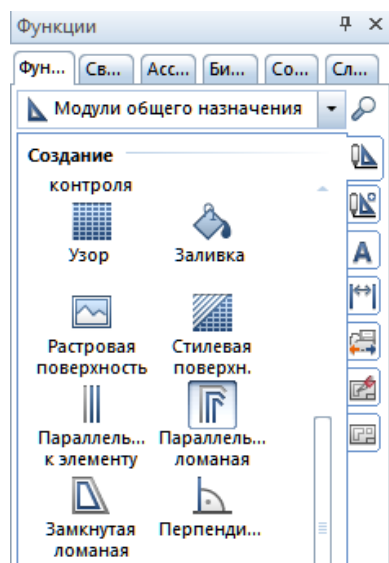 Функции
Фун... Св... Асс... Би... Со... Сл...
Модули общего назначения
Создание
контроля
Узор Заливка
Растровая Стилевая
поверхность поверхн.
Параллель... Параллель...
к элементу ломаная
Замкнутая Перпенди...
ломаная
A